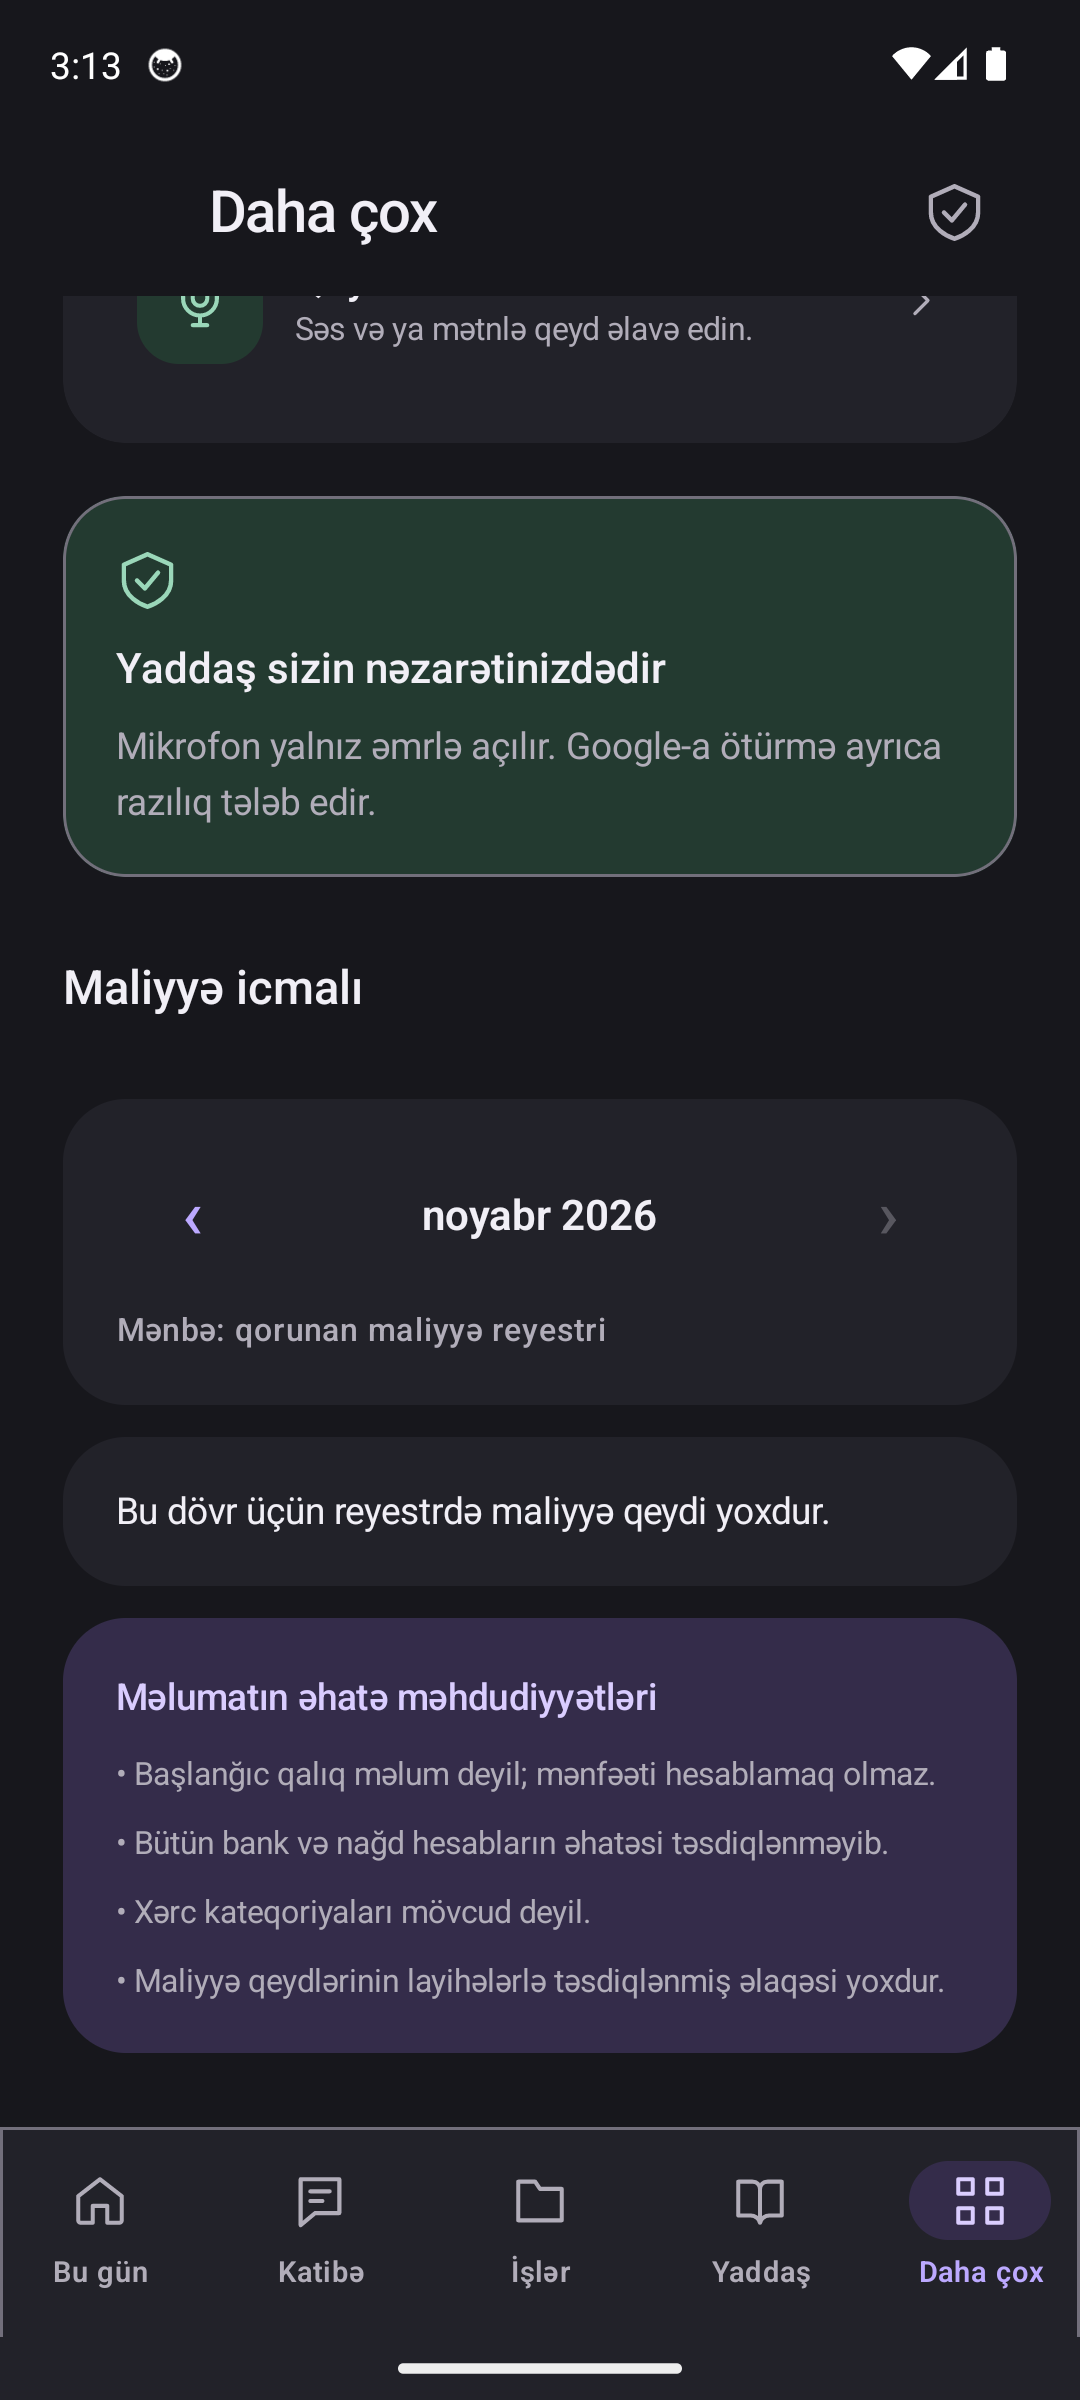 3:13
Daha çox
Səs və ya mətnlə qeyd əlavə edin.
Yaddaş sizin nəzarətinizdədir
Mikrofon yalnız əmrlə açılır. Google-a ötürmə ayrıca
razılıq tələb edir.
Maliyyə icmalı
‹ noyabr 2026 ›
Mənbə: qorunan maliyyə reyestri
Bu dövr üçün reyestrdə maliyyə qeydi yoxdur.
Məlumatın əhatə məhdudiyyətləri
• Başlanğıc qalıq məlum deyil; mənfəəti hesablamaq olmaz.
• Bütün bank və nağd hesabların əhatəsi təsdiqlənməyib.
• Xərc kateqoriyaları mövcud deyil.
• Maliyyə qeydlərinin layihələrlə təsdiqlənmiş əlaqəsi yoxdur.
Bu gün Katibə İşlər Yaddaş Daha çox